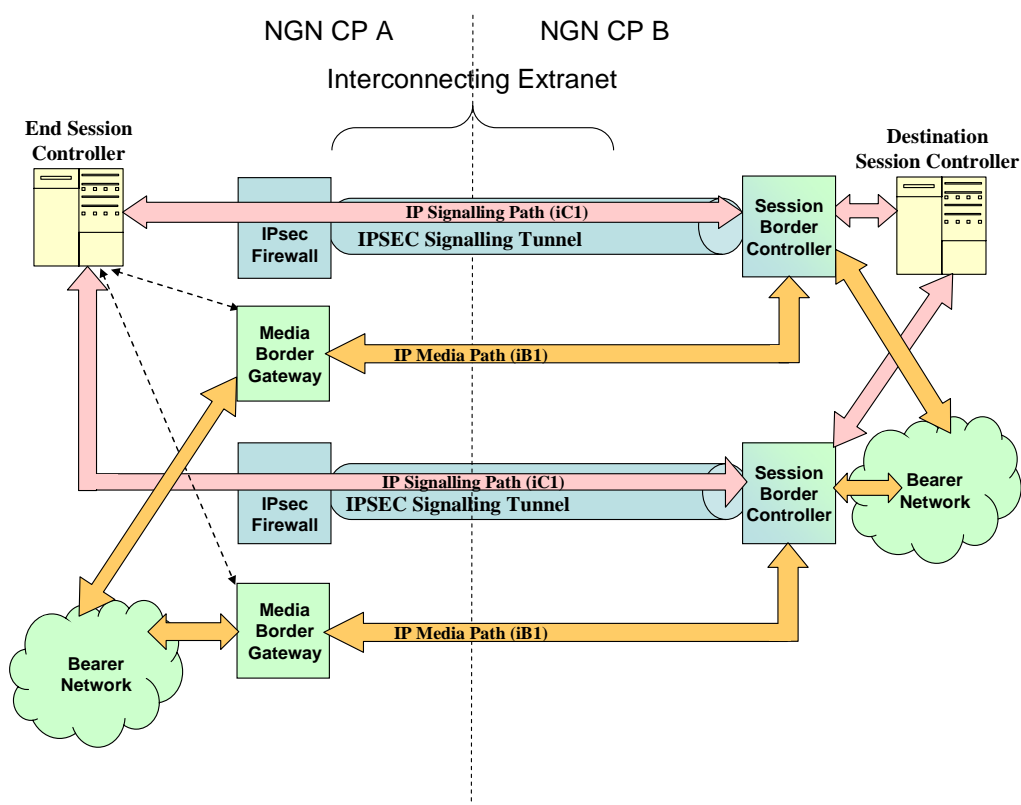 NGN CP A
NGN CP B
Interconnecting Extranet
End Session
Controller
Destination
Session Controller
IP Signalling Path (iC1)
IPSEC Signalling Tunnel
IPsec
Firewall
Session
Border
Controller
Media
Border
Gateway
IP Media Path (iB1)
IP Signalling Path (iC1)
IPSEC Signalling Tunnel
IPsec
Firewall
Session
Border
Controller
Bearer
Network
Media
Border
Gateway
IP Media Path (iB1)
Bearer
Network